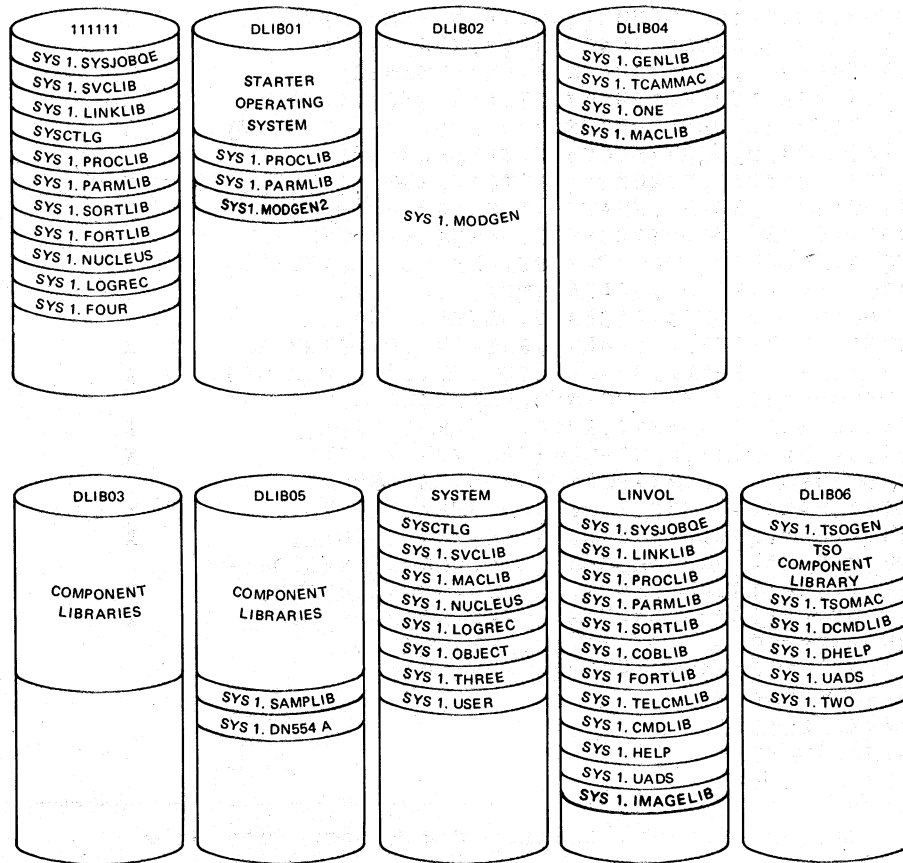 111111
SYS 1. SYSJOBQE
SYS 1. SVCLIB
SYS 1. LINKLIB
SYSCTLG
SYS 1. PROCLIB
SYS 1. PARMLIB
SYS 1. SORTLIB
SYS 1. FORTLIB
SYS 1. NUCLEUS
SYS 1. LOGREC
SYS 1. FOUR
DLIB01
STARTER
OPERATING
SYSTEM
SYS 1. PROCLIB
SYS 1. PARMLIB
SYS1. MODGEN2
DLIB02
SYS 1. MODGEN
DLIB04
SYS 1. GENLIB
SYS 1. TCAMMAC
SYS 1. ONE
SYS 1. MACLIB
DLIB03
COMPONENT
LIBRARIES
DLIB05
COMPONENT
LIBRARIES
SYS 1. SAMPLIB
SYS 1. DN554 A
SYSTEM
SYSCTLG
SYS 1. SVCLIB
SYS 1. MACLIB
SYS 1. NUCLEUS
SYS 1. LOGREC
SYS 1. OBJECT
SYS 1. THREE
SYS 1. USER
LINVOL
SYS 1. SYSJOBQE
SYS 1. LINKLIB
SYS 1. PROCLIB
SYS 1. PARMLIB
SYS 1. SORTLIB
SYS 1. COBLIB
SYS 1. FORTLIB
SYS 1. TELCMLIB
SYS 1. CMDLIB
SYS 1. HELP
SYS 1. UADS
SYS 1. IMAGELIB
DLIB06
SYS 1. TSOGEN
TSO
COMPONENT
LIBRARY
SYS 1. TSOMAC
SYS 1. DCMDLIB
SYS 1. DHELP
SYS 1. UADS
SYS 1. TWO